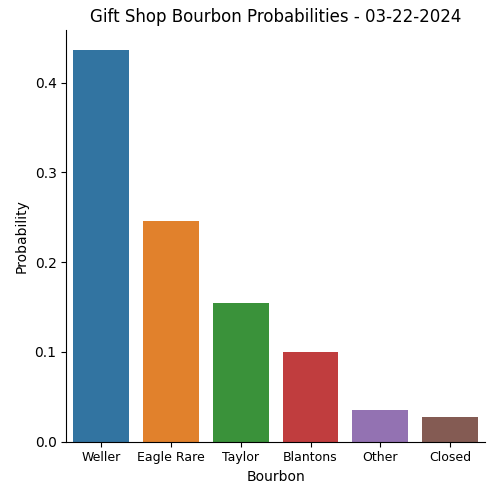 Gift Shop Bourbon Probabilities - 03-22-2024
Probability
0.4
0.3
0.2
0.1
0.0
Weller Eagle Rare Taylor Blantons Other Closed
Bourbon